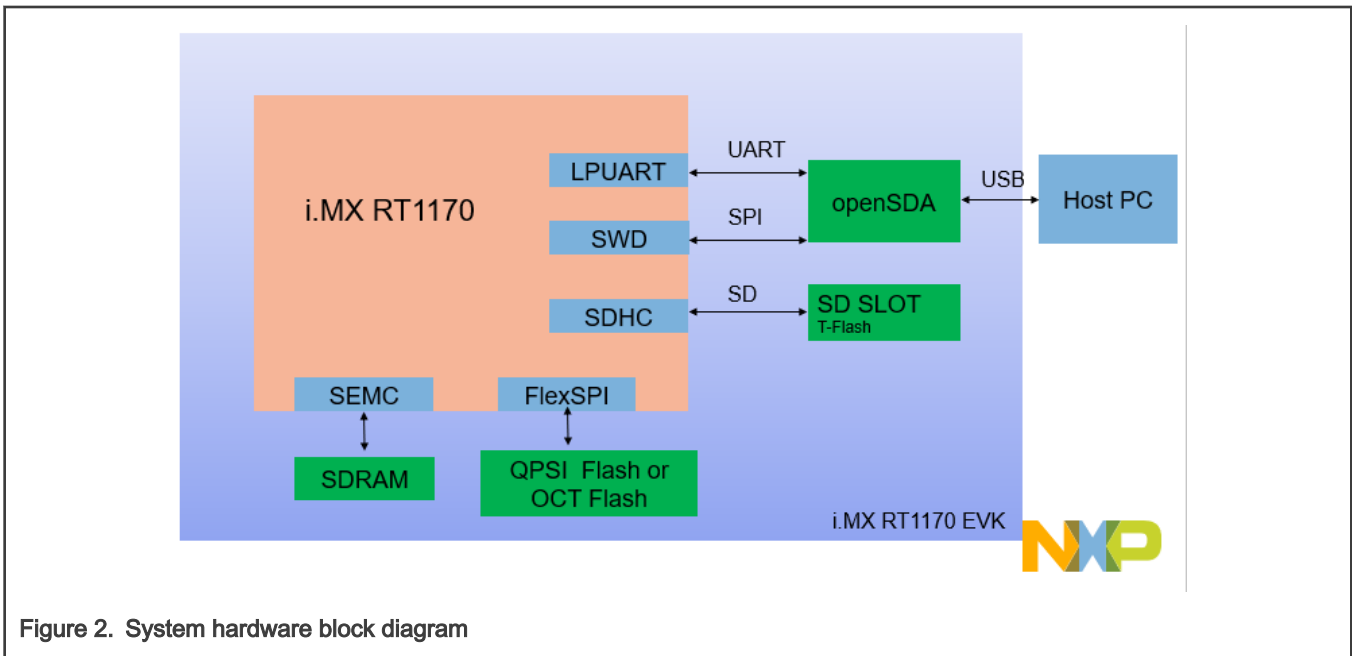 i.MX RT1170
LPUART
SWD
SDHC
SEMC
FlexSPI
UART
SPI
SD
openSDA
USB
Host PC
SD SLOT
T-Flash
SDRAM
QPSI Flash or
OCT Flash
i.MX RT1170 EVK
NXP
Figure 2. System hardware block diagram